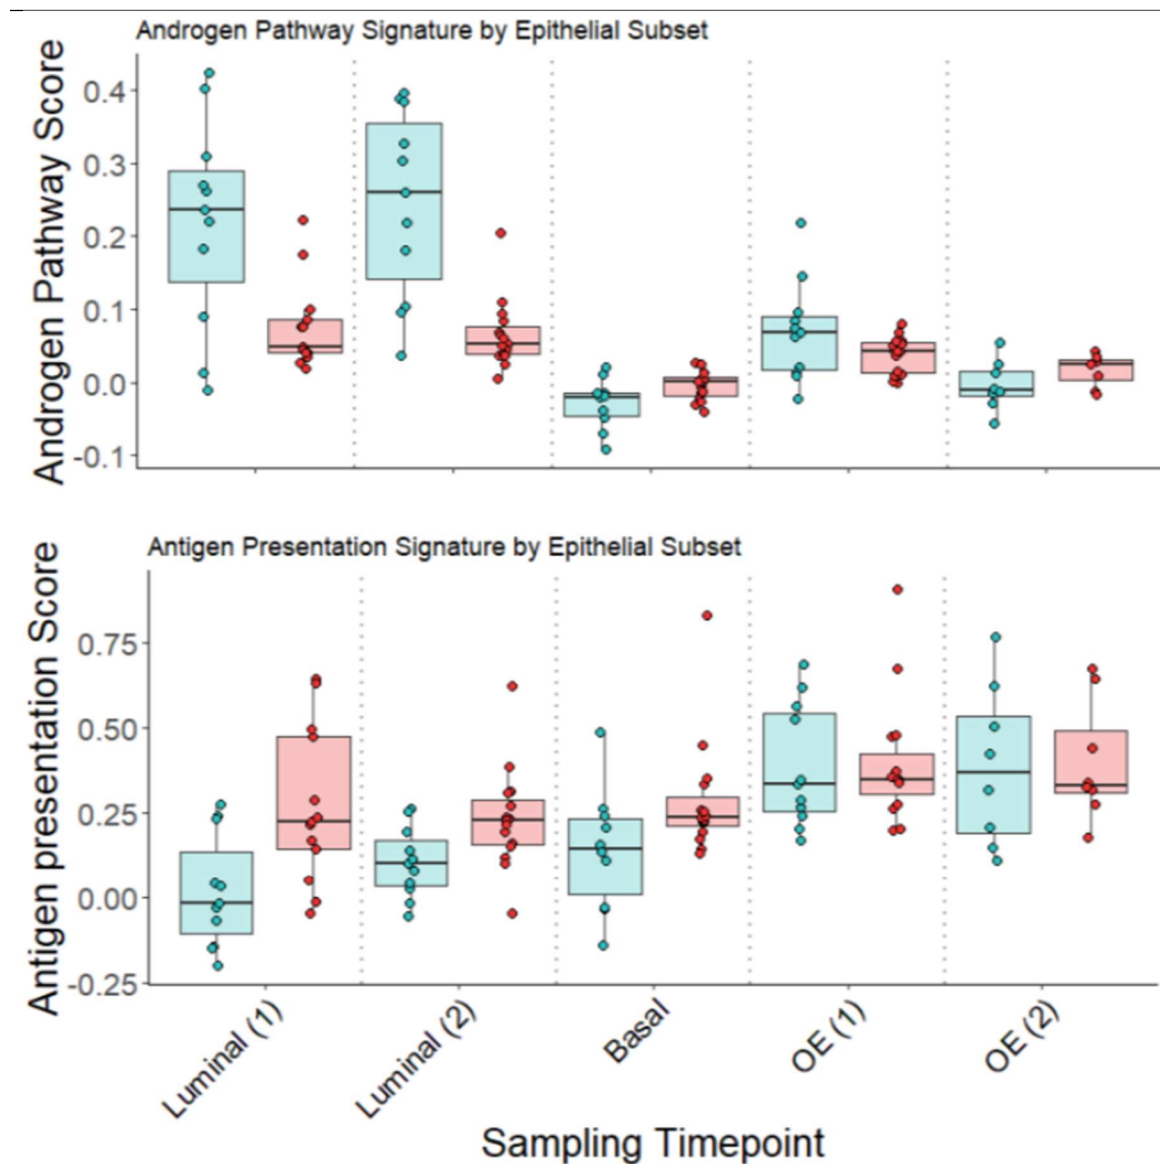 Androgen Pathway Signature by Epithelial Subset
Androgen Pathway Score
0.4
0.3
0.2
0.1
0.0
-0.1
Antigen Presentation Signature by Epithelial Subset
Antigen presentation Score
0.75
0.50
0.25
0.00
-0.25
Luminal (1)
Luminal (2)
Basal
OE (1)
OE (2)
Sampling Timepoint